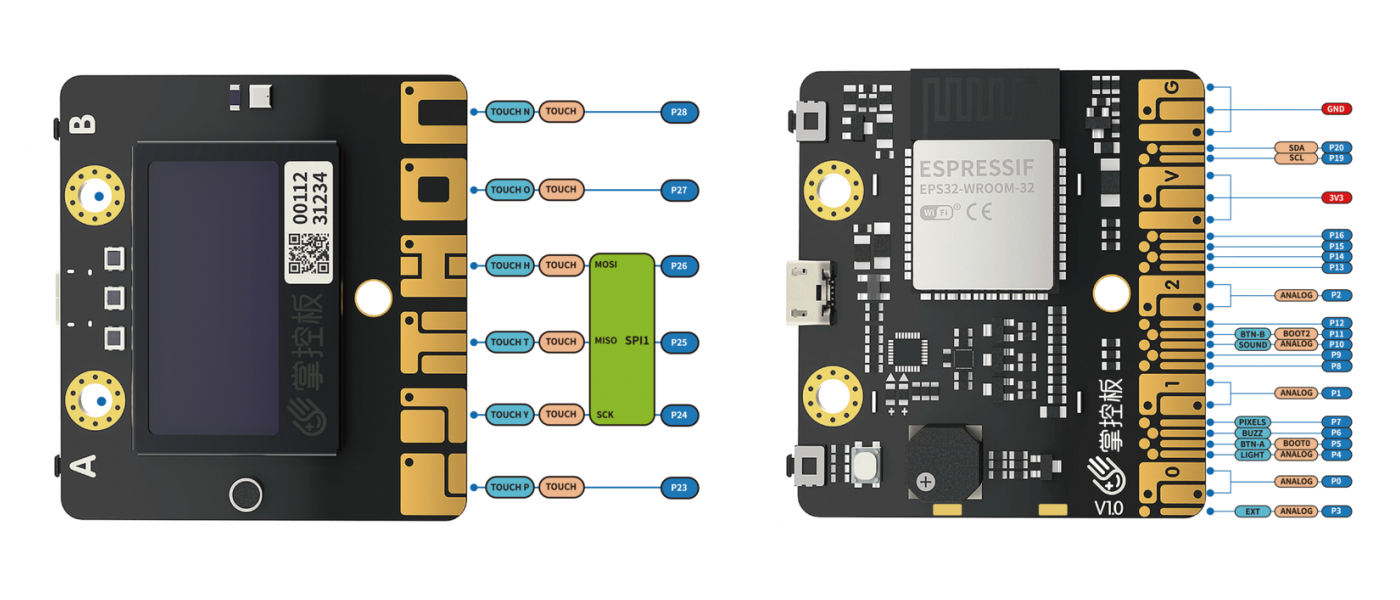 B
00112
31234
掌控板
A
TOUCH N TOUCH P28
TOUCH O TOUCH P27
TOUCH H TOUCH MOSI P26
TOUCH T TOUCH MISO SPI1 P25
TOUCH Y TOUCH SCK P24
TOUCH P TOUCH P23
ESPRESSIF
EPS32-WROOM-32
Wi Fi ® CE
掌控板
V1.0
+
G GND
SDA P20
SCL P19
V 3V3
P16
P15
P14
P13
2 ANALOG P2
P12
BTN-B BOOT2 P11
SOUND ANALOG P10
P9
P8
1 ANALOG P1
PIXELS P7
BUZZ P6
BTN-A BOOT0 P5
LIGHT ANALOG P4
0 ANALOG P0
EXT ANALOG P3